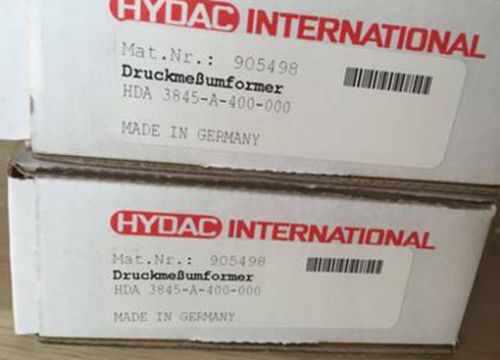 HYDAC INTERNATIONAL
Mat.Nr.: 905498
Druckmeßumformer
HDA 3845-A-400-000
MADE IN GERMANY
HYDAC INTERNATIONAL
Mat.Nr.: 905498
Druckmeßumformer
HDA 3845-A-400-000
MADE IN GERMANY